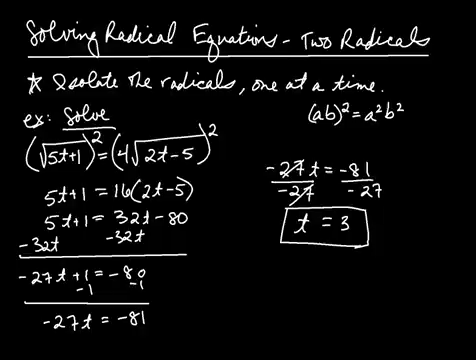 Solving Radical Equations - Two Radicals
* Isolate the radicals, one at a time.
ex: Solve
(ab)² = a²b²
(√5t+1)² = (4√2t-5)²
5t+1 = 16(2t-5)
5t+1 = 32t-80
-32t -32t
-27t +1 = -80
-1 -1
-27t = -81
-27t = -81
-27 -27
t = 3